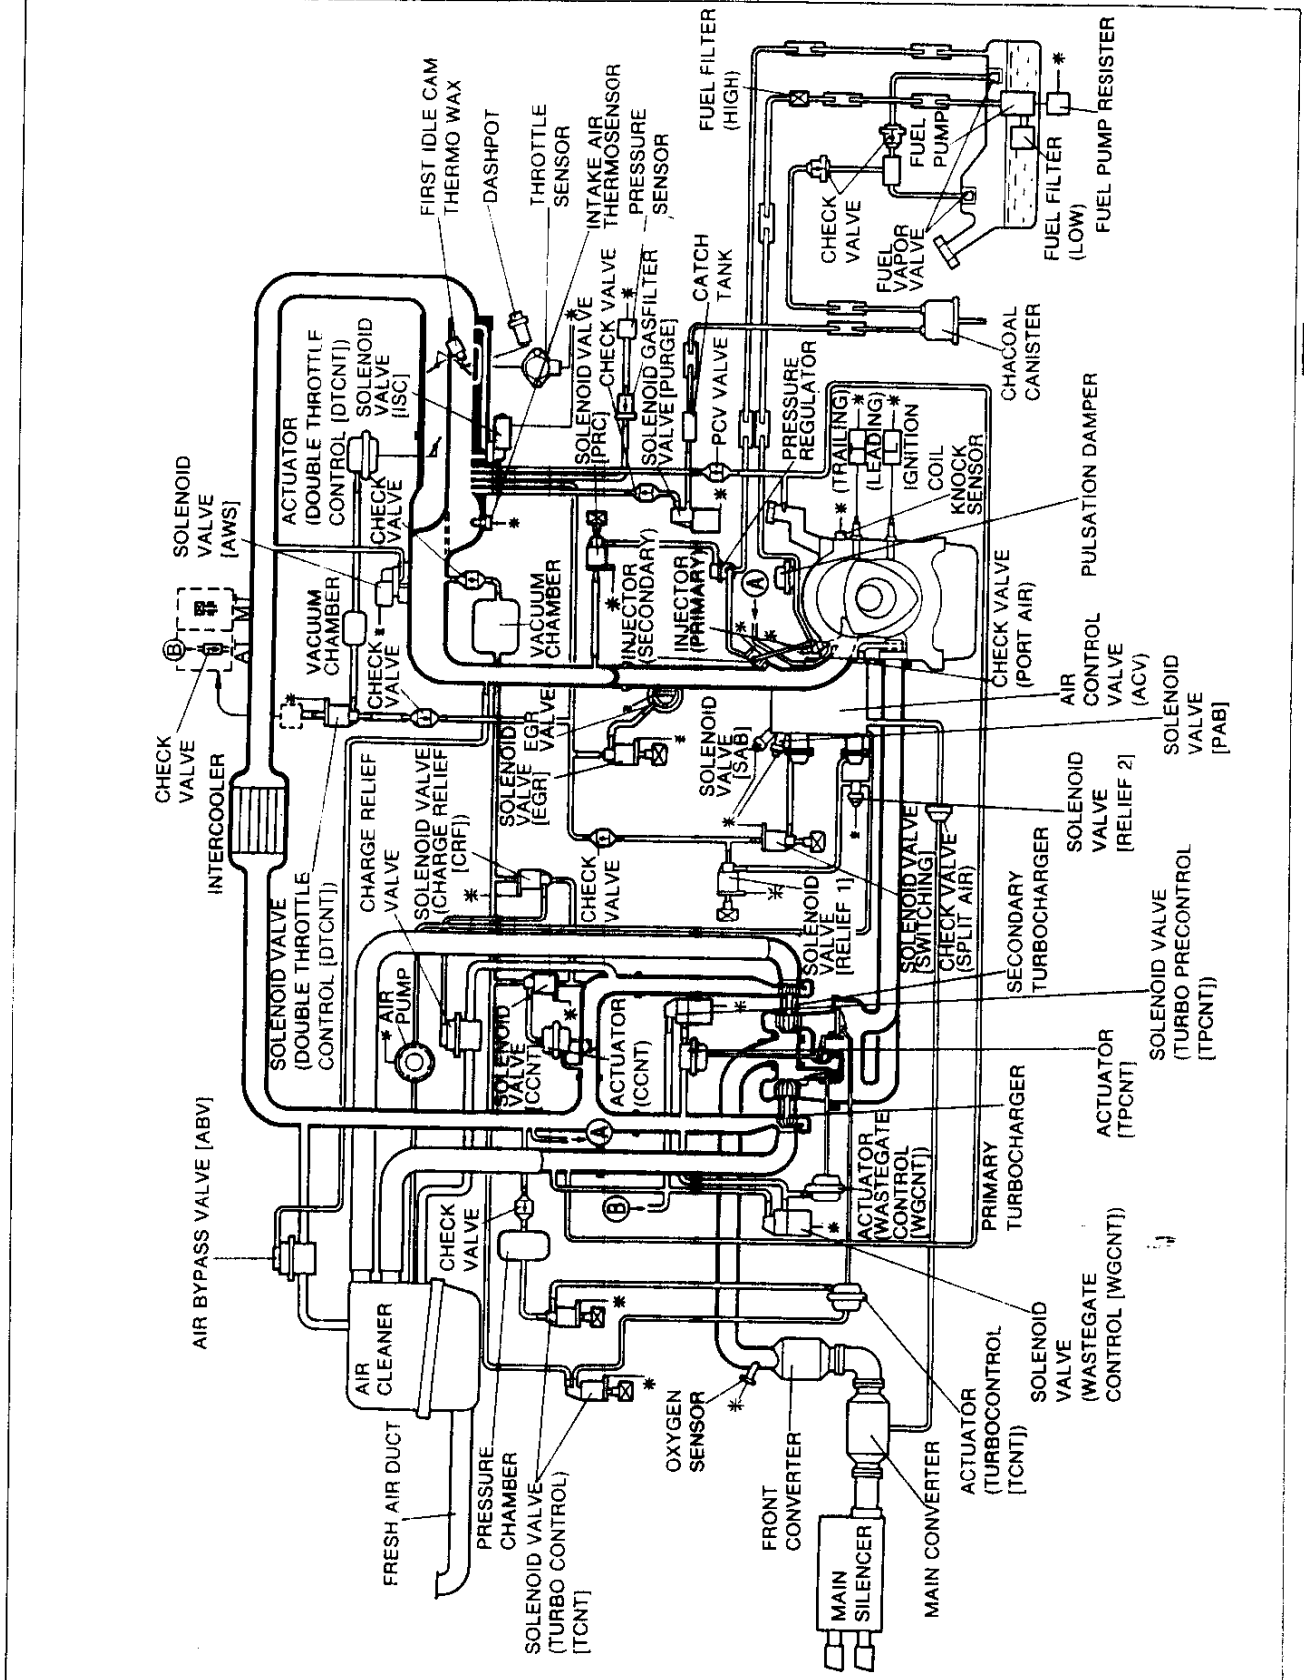 FRESH AIR DUCT
AIR
CLEANER
AIR BYPASS VALVE [ABV]
PRESSURE
CHAMBER
SOLENOID VALVE
(TURBO CONTROL)
[TCNT]
CHECK
VALVE
* AIR
PUMP
SOLENOID VALVE
(DOUBLE THROTTLE
CONTROL [DTCNT])
CHARGE RELIEF
VALVE
SOLENOID VALVE
(CHARGE RELIEF
[CRF])
INTERCOOLER
CHECK
VALVE
B
AT
MT
SOLENOID
VALVE
[AWS]
VACUUM
CHAMBER
CHECK
VALVE
ACTUATOR
(DOUBLE THROTTLE
CONTROL [DTCNT])
SOLENOID
VALVE
[ISC]
CHECK
VALVE
VACUUM
CHAMBER
FIRST IDLE CAM
THERMO WAX
DASHPOT
THROTTLE
SENSOR
INTAKE AIR
THERMOSENSOR
PRESSURE
SENSOR
SOLENOID
VALVE
[CCNT]
ACTUATOR
(CCNT)
A
B
CHECK
VALVE
SOLENOID
VALVE
[EGR]
EGR
VALVE
INJECTOR
(SECONDARY)
INJECTOR
(PRIMARY)
SOLENOID VALVE
[PRC]
CHECK VALVE
GASFILTER
SOLENOID
VALVE [PURGE]
CATCH
TANK
PCV VALVE
PRESSURE
REGULATOR
A
FUEL FILTER
(HIGH)
CHECK
VALVE
FUEL
VAPOR
VALVE
FUEL
PUMP
FUEL FILTER
(LOW)
FUEL PUMP RESISTER
CHACOAL
CANISTER
* (TRAILING)
(LEADING)
T
L
IGNITION
COIL
KNOCK
SENSOR
PULSATION DAMPER
SOLENOID
VALVE
[SAB]
SOLENOID
VALVE
[RELIEF 1]
SOLENOID VALVE
[SWITCHING]
CHECK VALVE
(SPLIT AIR)
CHECK VALVE
(PORT AIR)
AIR
CONTROL
VALVE
(ACV)
SOLENOID
VALVE
[PAB]
SOLENOID
VALVE
[RELIEF 2]
SECONDARY
TURBOCHARGER
SOLENOID VALVE
(TURBO PRECONTROL
[TPCNT])
ACTUATOR
[TPCNT]
PRIMARY
TURBOCHARGER
ACTUATOR
(WASTEGATE
CONTROL
[WGCNT])
SOLENOID
VALVE
(WASTEGATE
CONTROL [WGCNT])
ACTUATOR
(TURBOCONTROL
[TCNT])
OXYGEN
SENSOR
FRONT
CONVERTER
MAIN CONVERTER
MAIN
SILENCER